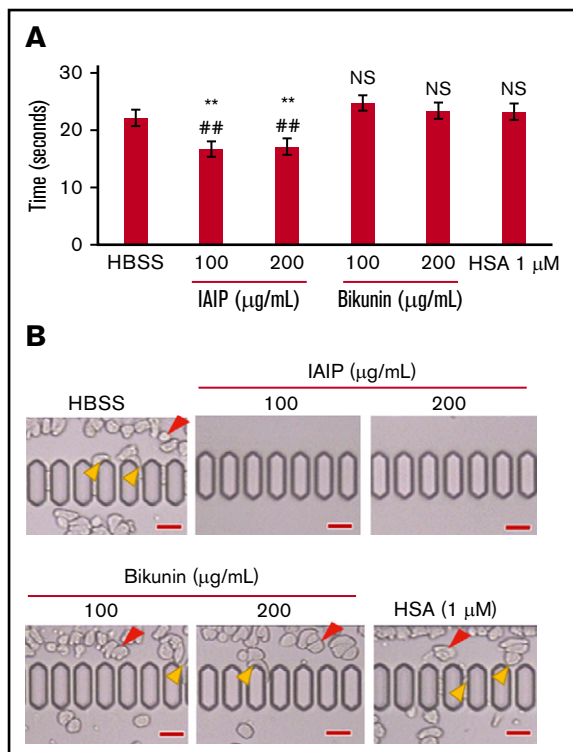 A
30
20
10
0
Time (seconds)
** ** NS NS NS
## ##
HBSS 100 200 100 200 HSA 1 μM
IAIP (μg/mL) Bikunin (μg/mL)
B
IAIP (μg/mL)
HBSS 100 200
Bikunin (μg/mL)
100 200 HSA (1 μM)